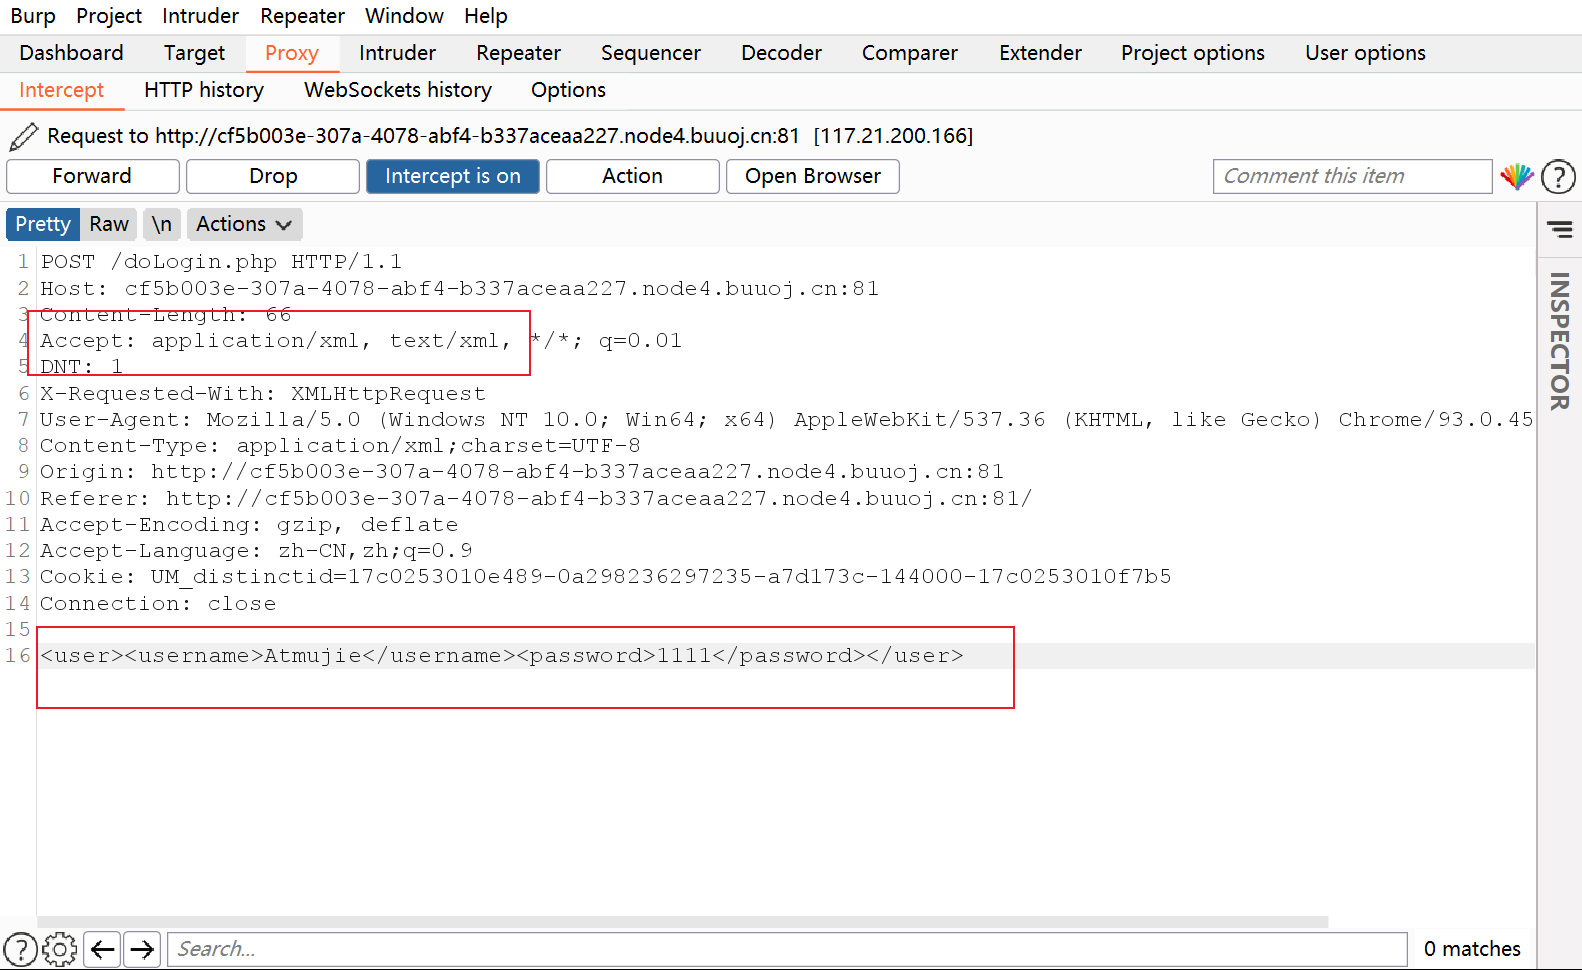 Burp Project Intruder Repeater Window Help
Dashboard Target Proxy Intruder Repeater Sequencer Decoder Comparer Extender Project options User options
Intercept HTTP history WebSockets history Options
Request to http://cf5b003e-307a-4078-abf4-b337aceaa227.node4.buuoj.cn:81 [117.21.200.166]
Forward Drop Intercept is on Action Open Browser Comment this item ?
Pretty Raw \n Actions
1 POST /doLogin.php HTTP/1.1
2 Host: cf5b003e-307a-4078-abf4-b337aceaa227.node4.buuoj.cn:81
3 Content-Length: 66
4 Accept: application/xml, text/xml, */*; q=0.01
5 DNT: 1
6 X-Requested-With: XMLHttpRequest
7 User-Agent: Mozilla/5.0 (Windows NT 10.0; Win64; x64) AppleWebKit/537.36 (KHTML, like Gecko) Chrome/93.0.45
8 Content-Type: application/xml;charset=UTF-8
9 Origin: http://cf5b003e-307a-4078-abf4-b337aceaa227.node4.buuoj.cn:81
10 Referer: http://cf5b003e-307a-4078-abf4-b337aceaa227.node4.buuoj.cn:81/
11 Accept-Encoding: gzip, deflate
12 Accept-Language: zh-CN,zh;q=0.9
13 Cookie: UM_distinctid=17c0253010e489-0a298236297235-a7d173c-144000-17c0253010f7b5
14 Connection: close
15
16 <user><username>Atmujie</username><password>1111</password></user>
INSPECTOR
? Search... 0 matches